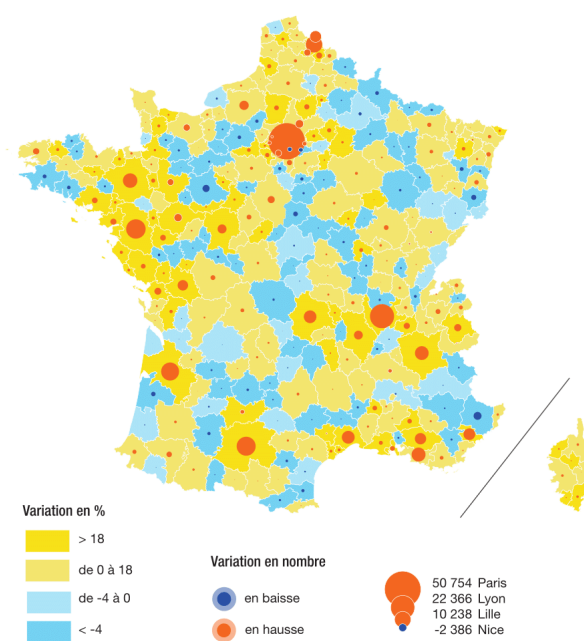 Variation en %
> 18
de 0 à 18
de -4 à 0
< -4
Variation en nombre
en baisse
en hausse
50 754 Paris
22 366 Lyon
10 238 Lille
-2 386 Nice